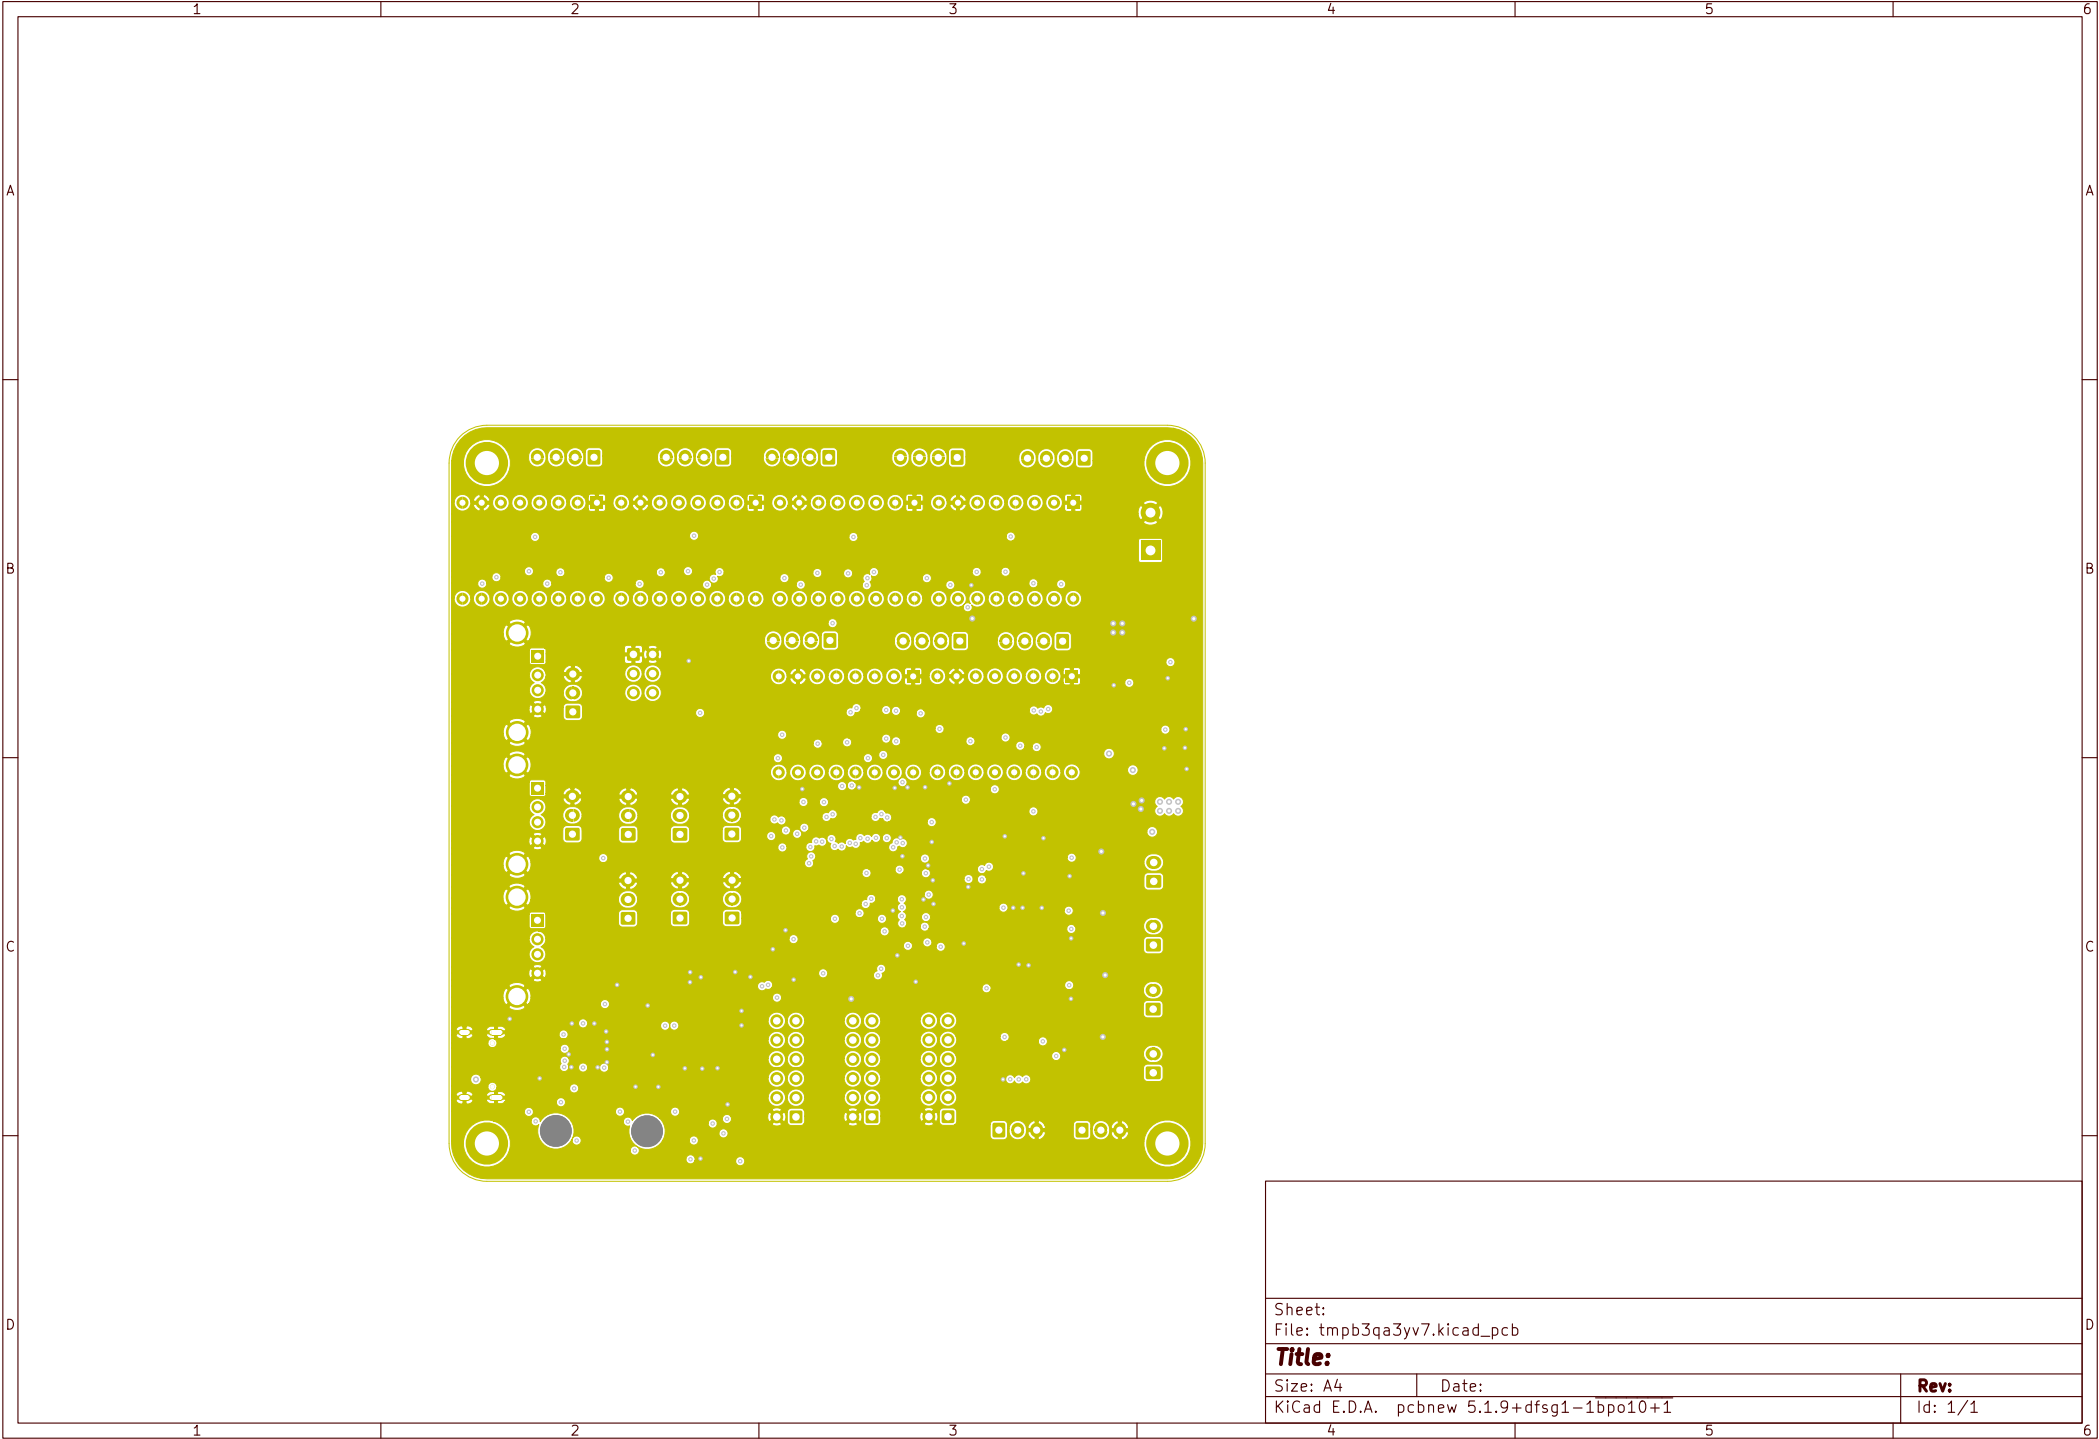 1 2 3 4 5 6
A A
B B
C C
D D
Sheet:
File: tmpb3qa3yv7.kicad_pcb
Title:
Size: A4 Date: Rev:
KiCad E.D.A. pcbnew 5.1.9+dfsg1-1bpo10+1 Id: 1/1
1 2 3 4 5 6